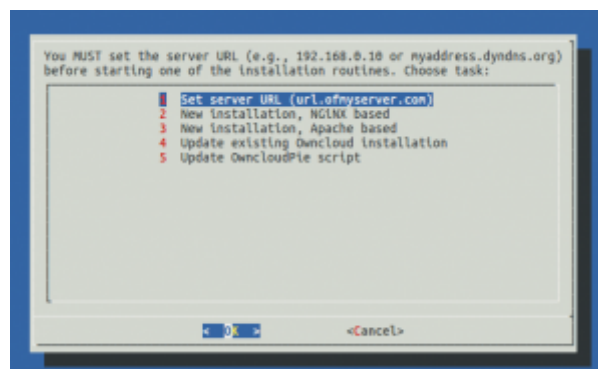 You MUST set the server URL (e.g., 192.168.0.10 or myaddress.dyndns.org)
before starting one of the installation routines. Choose task:
1 Set server URL (url.ofmyserver.com)
2 New installation, NGiNX based
3 New installation, Apache based
4 Update existing Owncloud installation
5 Update OwncloudPie script
< OK > <Cancel>